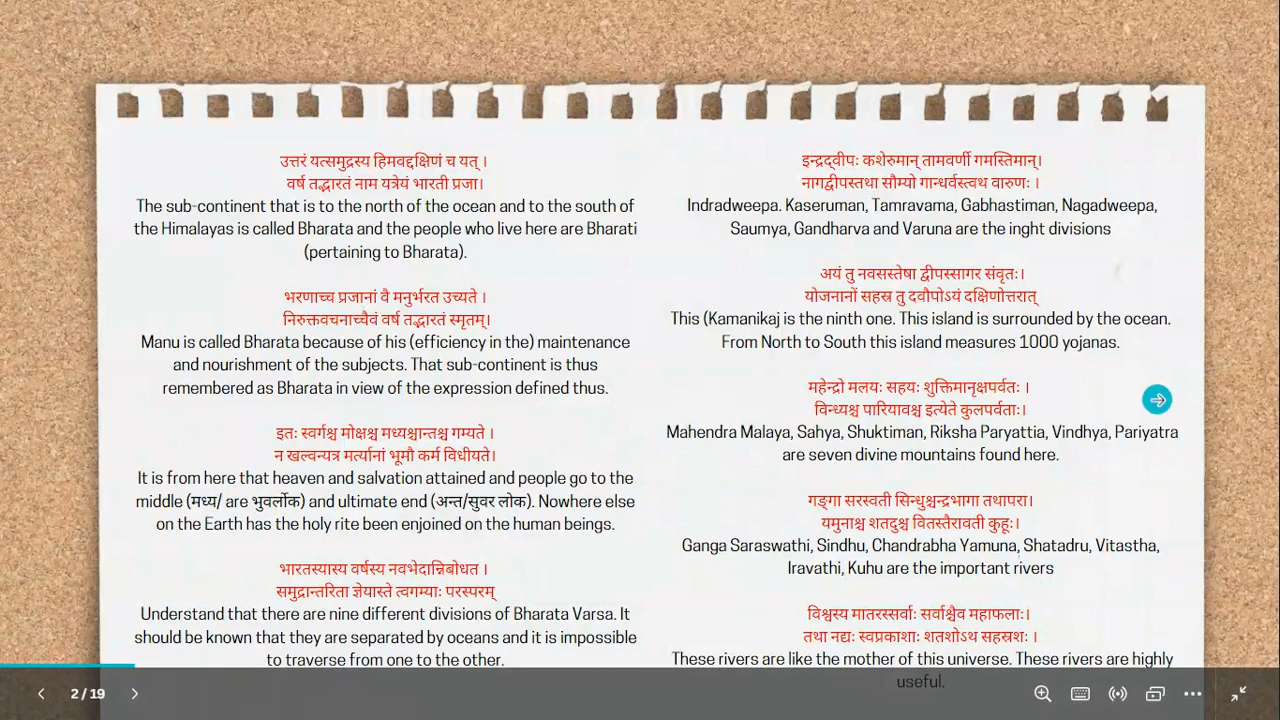 उत्तरं यत्समुद्रस्य हिमवद्दक्षिणं च यत् ।
वर्ष तद्भारतं नाम यत्रेयं भारती प्रजा।
The sub-continent that is to the north of the ocean and to the south of
the Himalayas is called Bharata and the people who live here are Bharati
(pertaining to Bharata).
भरणाच्च प्रजानां वै मनुर्भरत उच्यते ।
निरुक्तवचनाच्चैवं वर्ष तद्भारतं स्मृतम्।
Manu is called Bharata because of his (efficiency in the) maintenance
and nourishment of the subjects. That sub-continent is thus
remembered as Bharata in view of the expression defined thus.
इतः स्वर्गश्च मोक्षश्च मध्यश्चान्तश्च गम्यते ।
न खल्वन्यत्र मर्त्यानां भूमौ कर्म विधीयते।
It is from here that heaven and salvation attained and people go to the
middle (मध्य/ are भुवर्लोक) and ultimate end (अन्त/सुवर लोक). Nowhere else
on the Earth has the holy rite been enjoined on the human beings.
भारतस्यास्य वर्षस्य नवभेदान्निबोधत ।
समुद्रान्तरिता ज्ञेयास्ते त्वगम्याः परस्परम्
Understand that there are nine different divisions of Bharata Varsa. It
should be known that they are separated by oceans and it is impossible
to traverse from one to the other.
इन्द्रद्वीपः कशेरुमान् तामवर्णी गमस्तिमान्।
नागद्वीपस्तथा सौम्यो गान्धर्वस्त्वथ वारुणः ।
Indradweepa. Kaseruman, Tamravama, Gabhastiman, Nagadweepa,
Saumya, Gandharva and Varuna are the inght divisions
अयं तु नवसस्तेषा द्वीपस्सागर संवृतः।
योजनानों सहस्र तु दवौपोऽयं दक्षिणोत्तरात्
This (Kamanikaj is the ninth one. This island is surrounded by the ocean.
From North to South this island measures 1000 yojanas.
महेन्द्रो मलयः सहयः शुक्तिमानृक्षपर्वतः ।
विन्ध्यश्च पारियावश्च इत्येते कुलपर्वताः।
Mahendra Malaya, Sahya, Shuktiman, Riksha Paryattia, Vindhya, Pariyatra
are seven divine mountains found here.
गङ्गा सरस्वती सिन्धुश्चन्द्रभागा तथापरा।
यमुनाश्च शतदुश्च वितस्तैरावती कुहूः।
Ganga Saraswathi, Sindhu, Chandrabha Yamuna, Shatadru, Vitastha,
Iravathi, Kuhu are the important rivers
विश्वस्य मातरस्सर्वाः सर्वाश्चैव महाफलाः।
तथा नद्यः स्वप्रकाशाः शतशोऽथ सहस्रशः ।
These rivers are like the mother of this universe. These rivers are highly
useful.
2 / 19